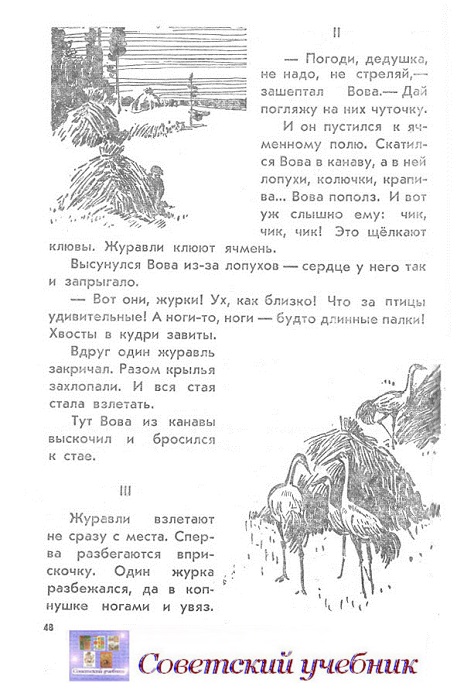 II
— Погоди, дедушка,
не надо, не стреляй,—
зашептал Вова.— Дай
погляжу на них чуточку.
И он пустился к яч-
менному полю. Скатил-
ся Вова в канаву, а в ней
лопухи, колючки, крапи-
ва... Вова пополз. И вот
уж слышно ему: чик,
чик, чик! Это щёлкают
клювы. Журавли клюют ячмень.
Высунулся Вова из-за лопухов — сердце у него так
и запрыгало.
— Вот они, журки! Ух, как близко! Что за птицы
удивительные! А ноги-то, ноги — будто длинные палки!
Хвосты в кудри завиты.
Вдруг один журавль
закричал. Разом крылья
захлопали. И вся стая
стала взлетать.
Тут Вова из канавы
выскочил и бросился
к стае.
III
Журавли взлетают
не сразу с места. Спер-
ва разбегаются впри-
скочку. Один журка
разбежался, да в коп-
нушке ногами и увяз.
48
Советский учебник